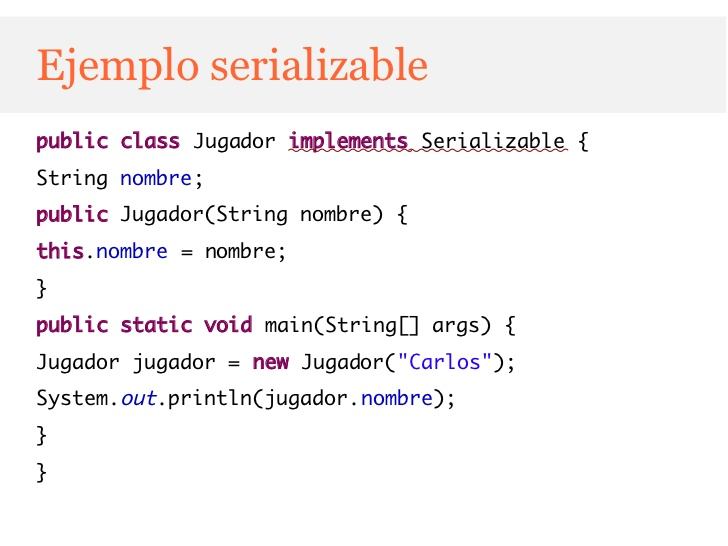 Ejemplo serializable
public class Jugador implements Serializable {
String nombre;
public Jugador(String nombre) {
this.nombre = nombre;
}
public static void main(String[] args) {
Jugador jugador = new Jugador("Carlos");
System.out.println(jugador.nombre);
}
}